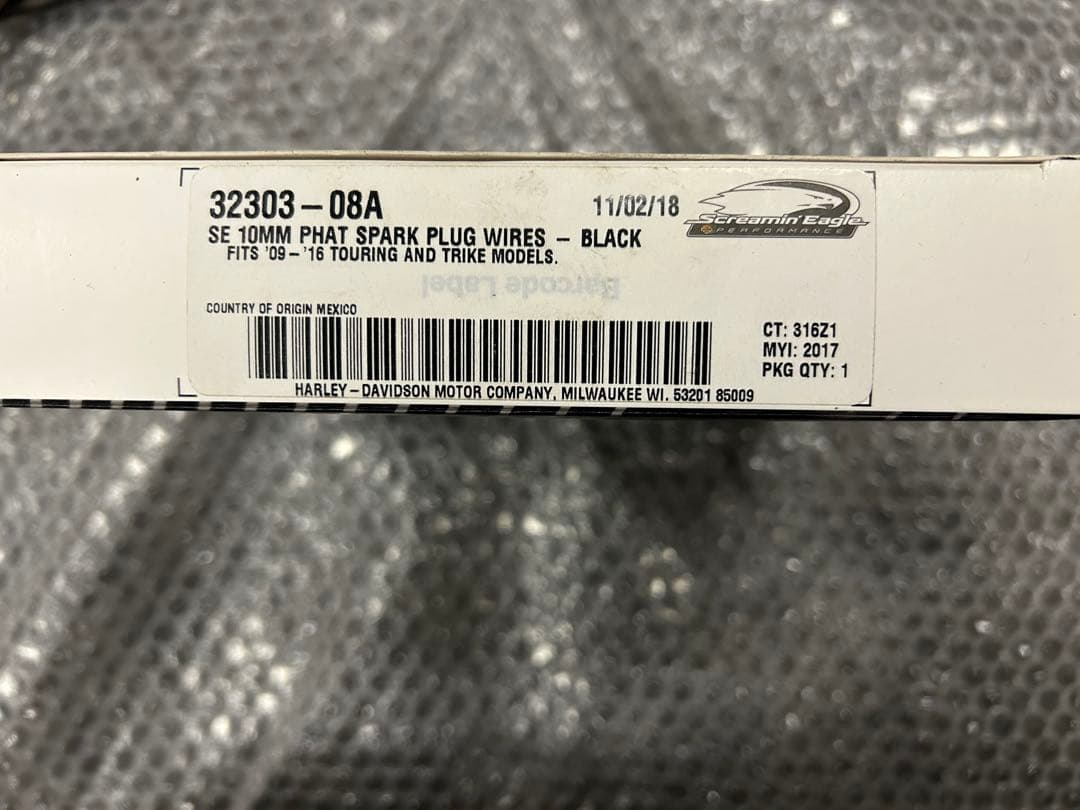 32303-08A
11/02/18
Screamin' Eagle
PERFORMANCE
SE 10MM PHAT SPARK PLUG WIRES - BLACK
FITS '09-'16 TOURING AND TRIKE MODELS.
Barcode Label
COUNTRY OF ORIGIN MEXICO
CT: 316Z1
MYI: 2017
PKG QTY: 1
HARLEY-DAVIDSON MOTOR COMPANY, MILWAUKEE WI. 53201 85009